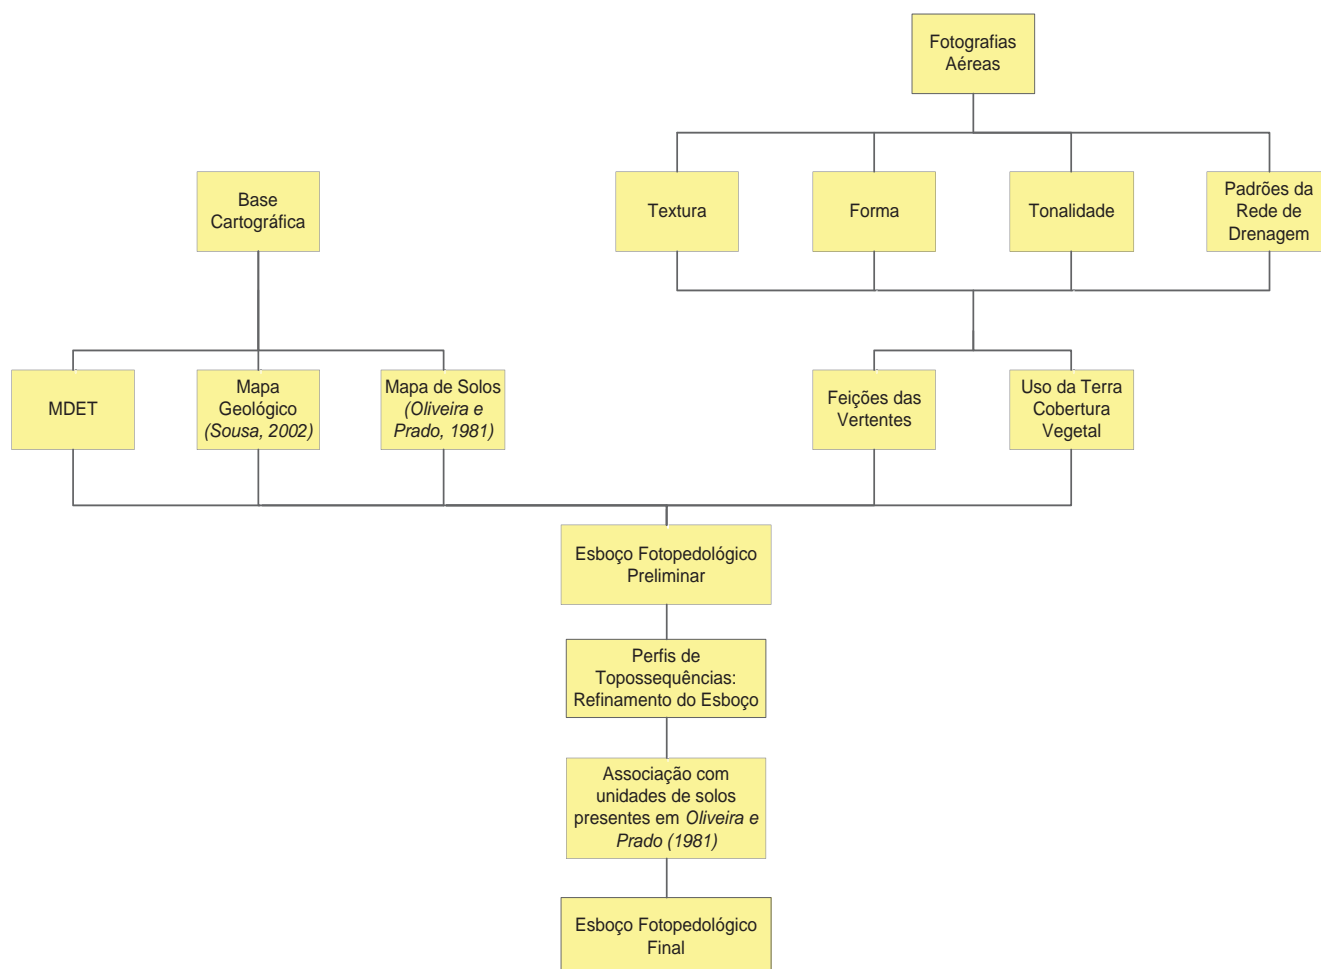 Fotografias
Aéreas
Base
Cartográfica
Textura
Forma
Tonalidade
Padrões da
Rede de
Drenagem
MDET
Mapa
Geológico
(Sousa, 2002)
Mapa de Solos
(Oliveira e
Prado, 1981)
Feições das
Vertentes
Uso da Terra
Cobertura
Vegetal
Esboço Fotopedológico
Preliminar
Perfis de
Topossequências:
Refinamento do Esboço
Associação com
unidades de solos
presentes em Oliveira e
Prado (1981)
Esboço Fotopedológico
Final